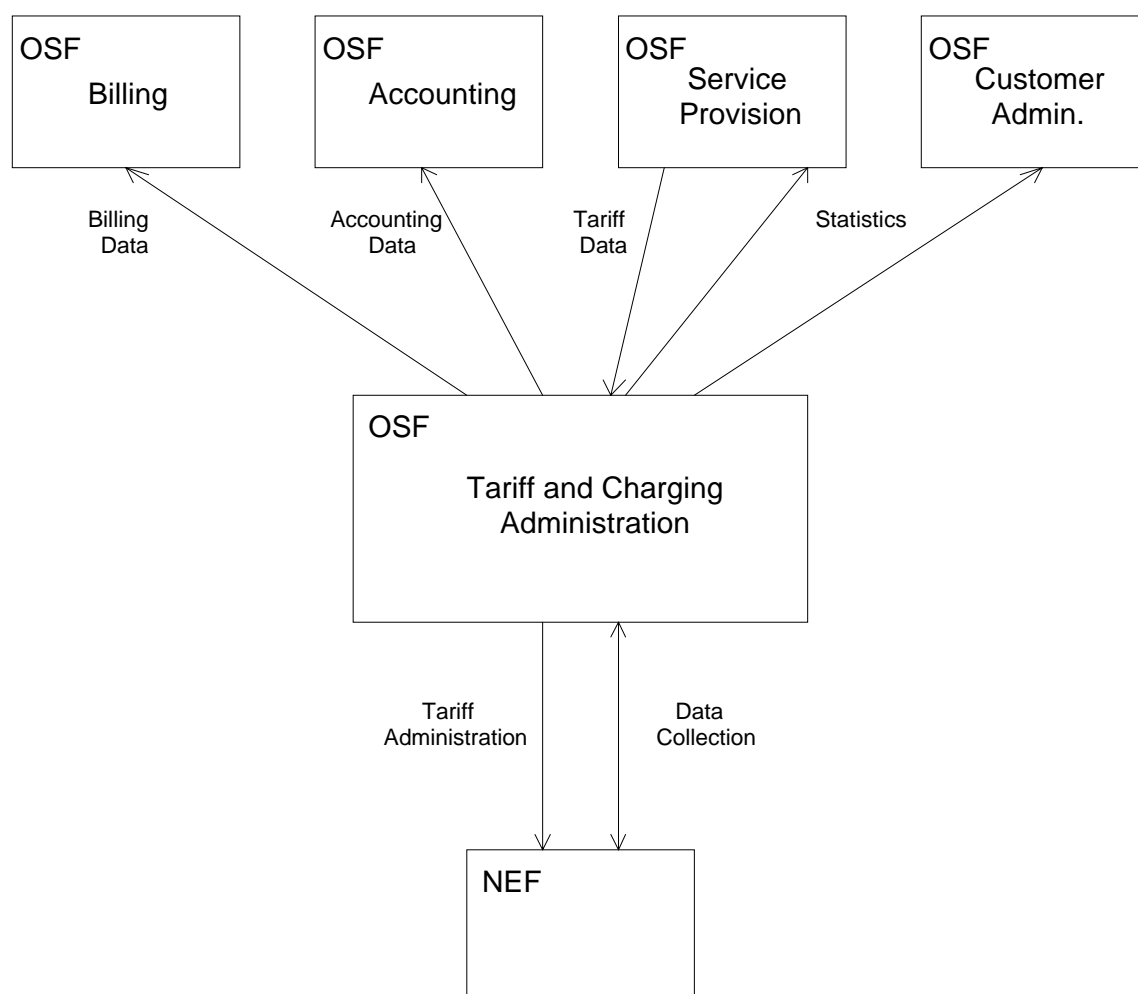 OSF
Billing
OSF
Accounting
OSF
Service
Provision
OSF
Customer
Admin.
Billing
Data
Accounting
Data
Tariff
Data
Statistics
OSF
Tariff and Charging
Administration
Tariff
Administration
Data
Collection
NEF